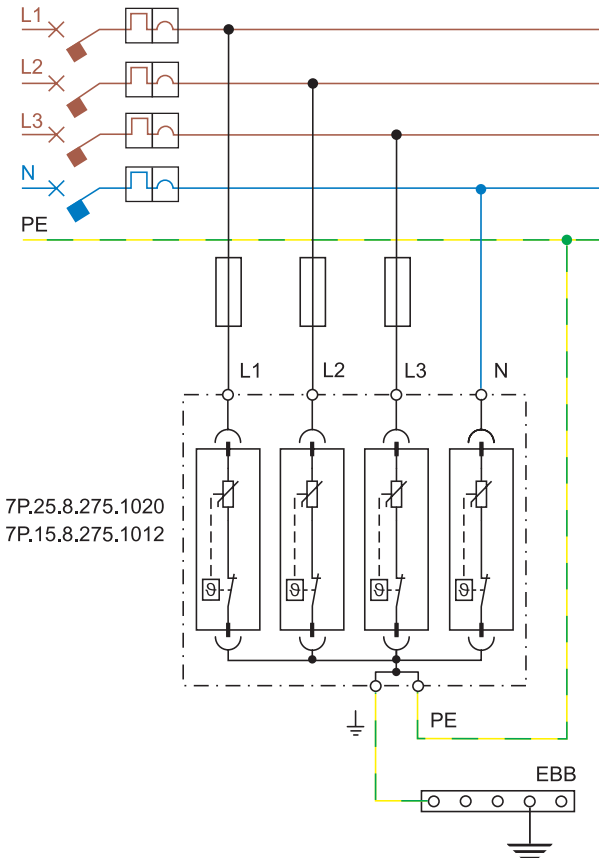 L1
L2
L3
N
PE
L1
L2
L3
N
7P.25.8.275.1020
7P.15.8.275.1012
ϑ
ϑ
ϑ
ϑ
PE
EBB